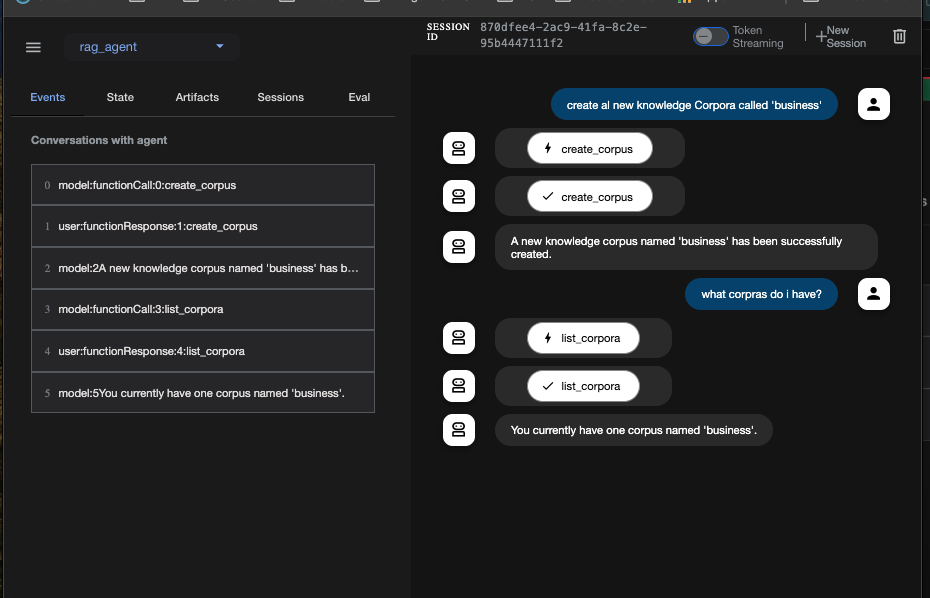 rag_agent
SESSION
ID
870dfee4-2ac9-41fa-8c2e-
95b4447111f2
Token
Streaming
New
Session
Events
State
Artifacts
Sessions
Eval
Conversations with agent
0 model:functionCall:0:create_corpus
1 user:functionResponse:1:create_corpus
2 model:2A new knowledge corpus named 'business' has b...
3 model:functionCall:3:list_corpora
4 user:functionResponse:4:list_corpora
5 model:5You currently have one corpus named 'business'.
create al new knowledge Corpora called 'business'
create_corpus
create_corpus
A new knowledge corpus named 'business' has been successfully
created.
what corpras do i have?
list_corpora
list_corpora
You currently have one corpus named 'business'.